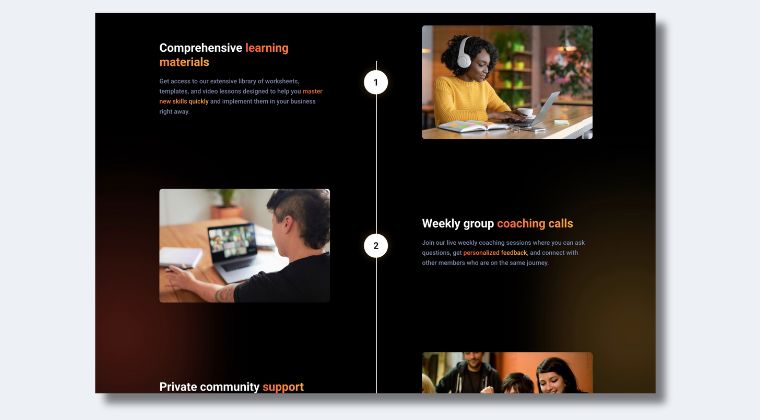 Comprehensive learning
materials
Get access to our extensive library of worksheets,
templates, and video lessons designed to help you master
new skills quickly and implement them in your business
right away.
1
2
Weekly group coaching calls
Join our live weekly coaching sessions where you can ask
questions, get personalized feedback, and connect with
other members who are on the same journey.
Private community support